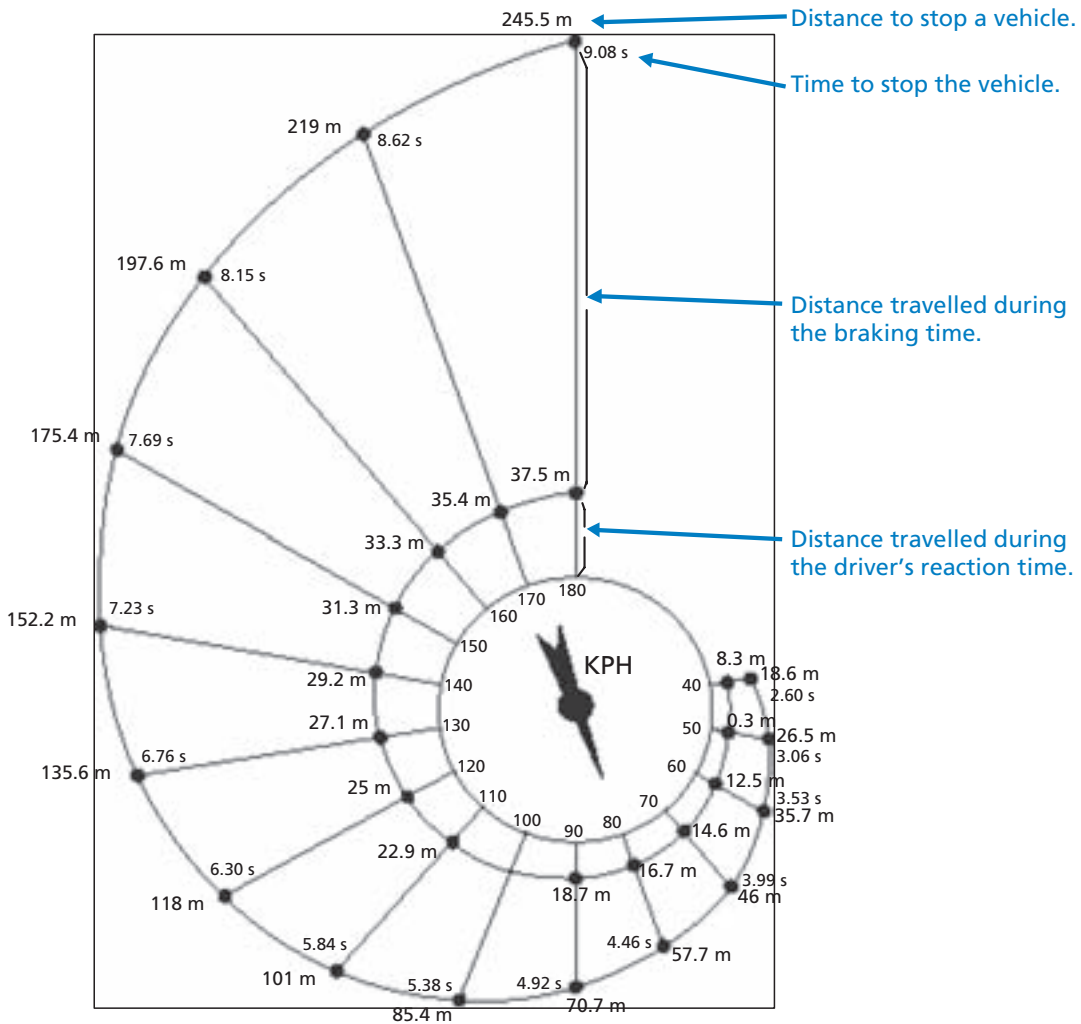 245.5 m
Distance to stop a vehicle.
9.08 s
Time to stop the vehicle.
219 m
8.62 s
197.6 m
8.15 s
Distance travelled during
the braking time.
175.4 m
7.69 s
37.5 m
35.4 m
33.3 m
Distance travelled during
the driver's reaction time.
180
170
160
31.3 m
7.23 s
152.2 m
150
KPH
8.3 m
18.6 m
29.2 m
140
40
2.60 s
27.1 m
130
50
0.3 m
26.5 m
6.76 s
3.06 s
135.6 m
120
60
25 m
12.5 m
3.53 s
110
70
35.7 m
100
90
80
14.6 m
22.9 m
6.30 s
16.7 m
118 m
18.7 m
3.99 s
46 m
5.84 s
4.46 s
57.7 m
101 m
5.38 s
4.92 s
85.4 m
70.7 m